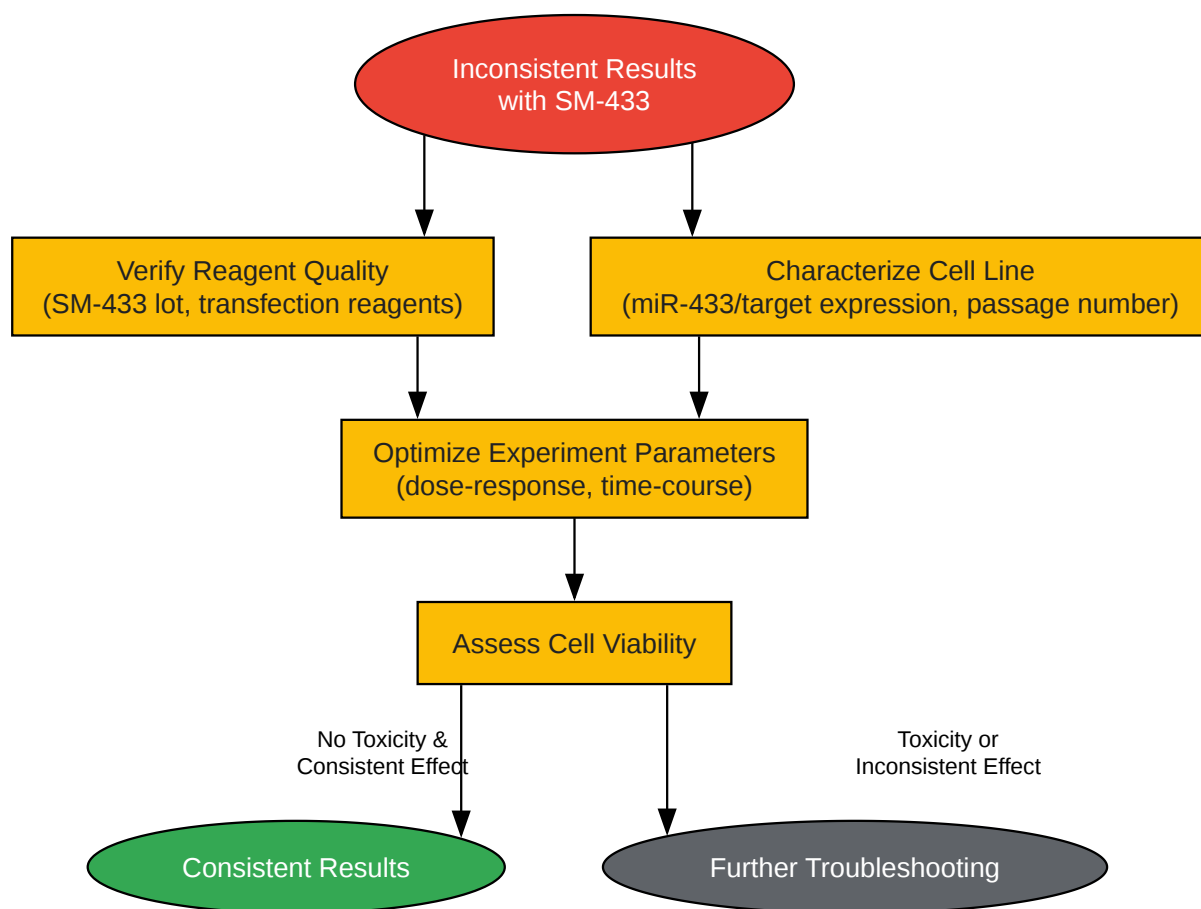 Inconsistent Results
with SM-433
Verify Reagent Quality
(SM-433 lot, transfection reagents)
Characterize Cell Line
(miR-433/target expression, passage number)
Optimize Experiment Parameters
(dose-response, time-course)
Assess Cell Viability
No Toxicity &
Consistent Effect
Toxicity or
Inconsistent Effect
Consistent Results
Further Troubleshooting